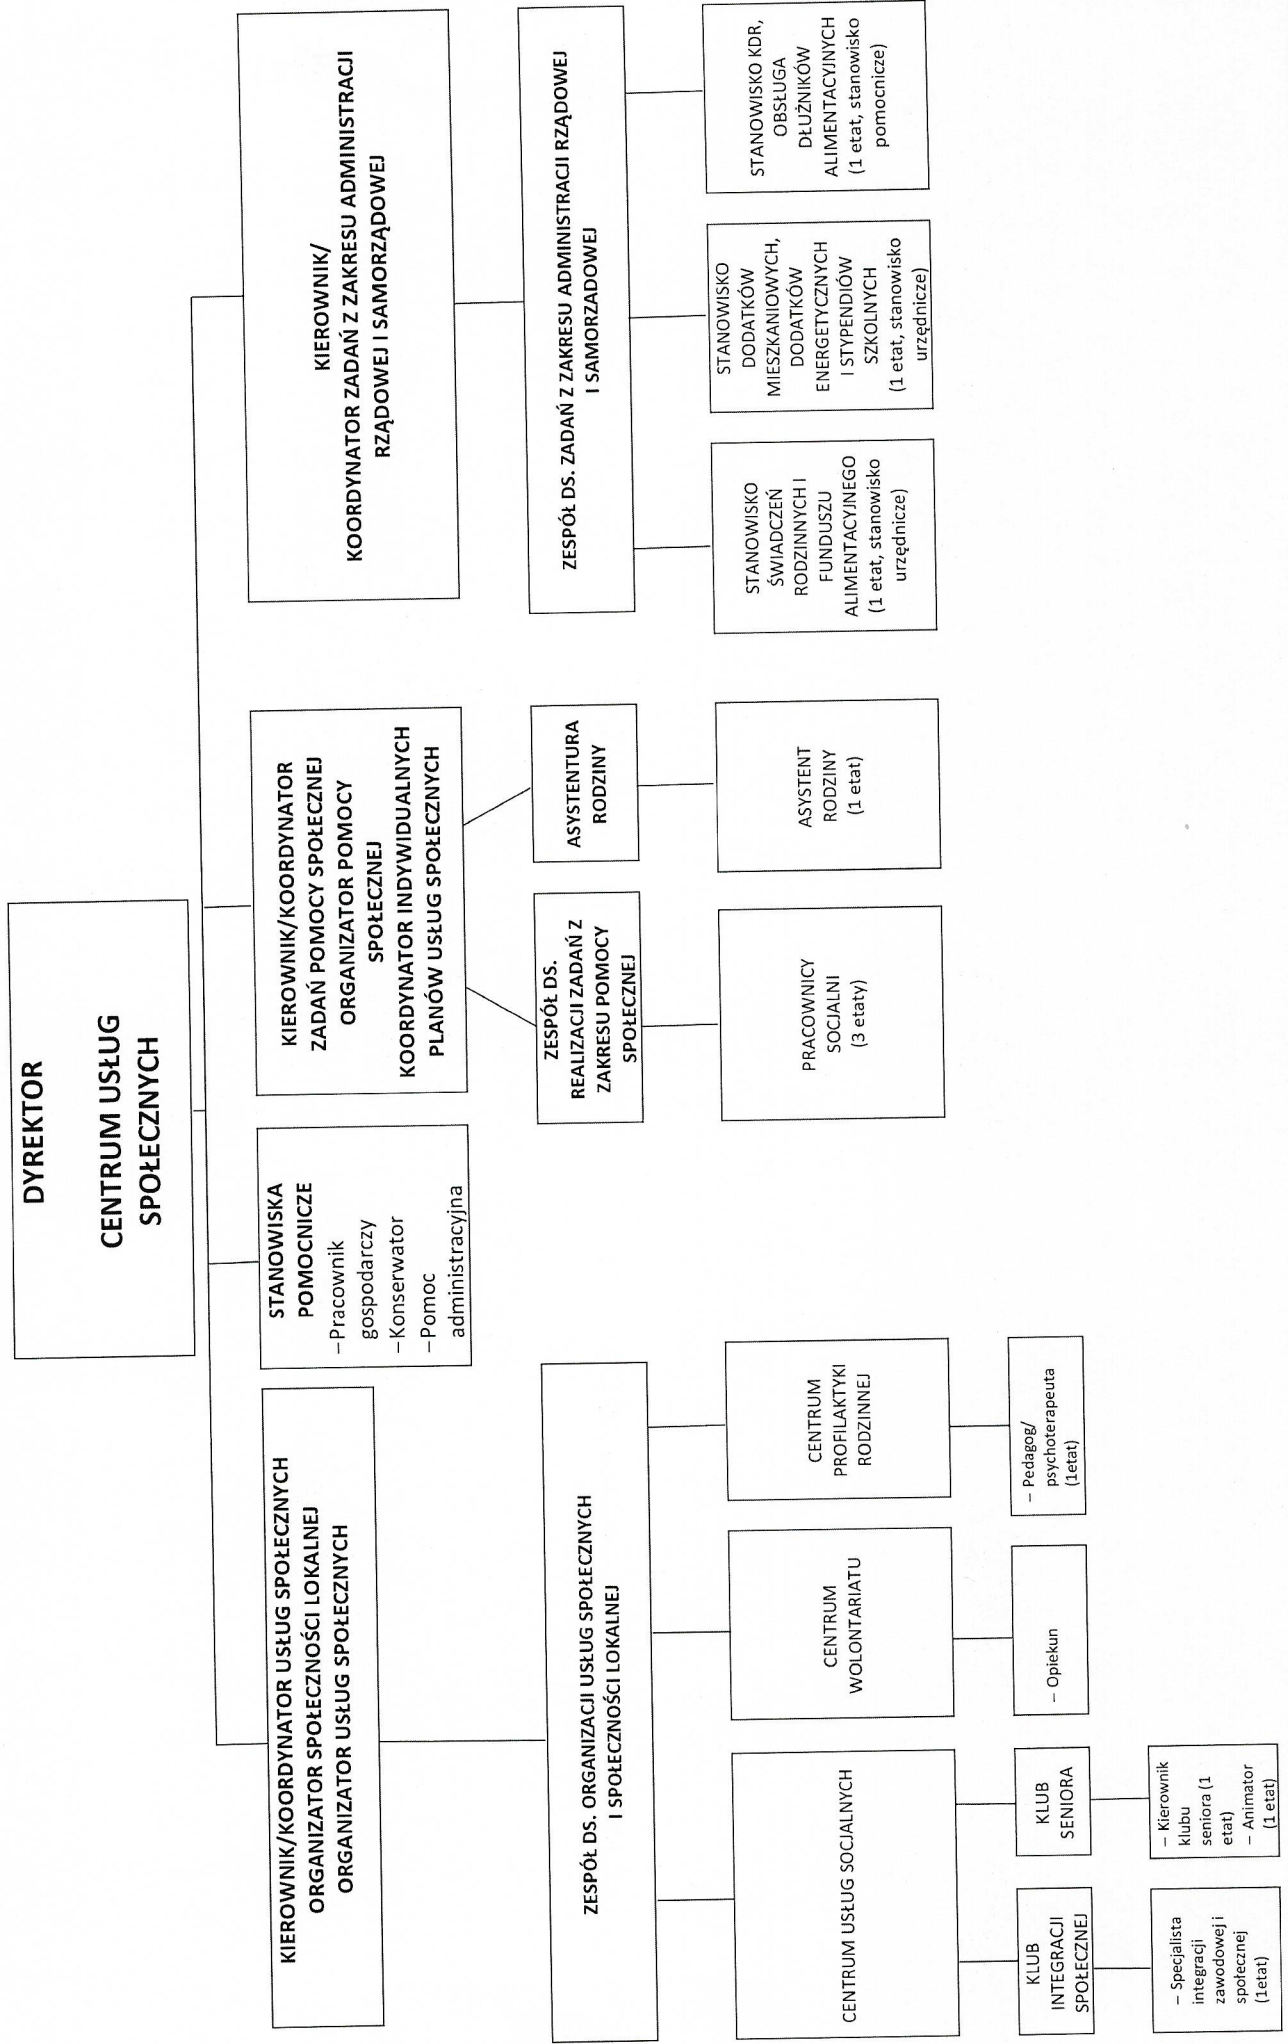 DYREKTOR
CENTRUM USŁUG
SPOŁECZNYCH
KIEROWNIK/KOORDYNATOR USŁUG SPOŁECZNYCH
ORGANIZATOR SPOŁECZNOŚCI LOKALNEJ
ORGANIZATOR USŁUG SPOŁECZNYCH
STANOWISKA
POMOCNICZE
– Pracownik
gospodarczy
– Konserwator
– Pomoc
administracyjna
KIEROWNIK/KOORDYNATOR
ZADAŃ POMOCY SPOŁECZNEJ
ORGANIZATOR POMOCY
SPOŁECZNEJ
KOORDYNATOR INDYWIDUALNYCH
PLANÓW USŁUG SPOŁECZNYCH
KIEROWNIK/
KOORDYNATOR ZADAŃ Z ZAKRESU ADMINISTRACJI
RZĄDOWEJ I SAMORZĄDOWEJ
ZESPÓŁ DS. ORGANIZACJI USŁUG SPOŁECZNYCH
I SPOŁECZNOŚCI LOKALNEJ
ZESPÓŁ DS.
REALIZACJI ZADAŃ Z
ZAKRESU POMOCY
SPOŁECZNEJ
ASYSTENTURA
RODZINY
ZESPÓŁ DS. ZADAŃ Z ZAKRESU ADMINISTRACJI RZĄDOWEJ
I SAMORZADOWEJ
CENTRUM USŁUG SOCJALNYCH
CENTRUM
WOLONTARIATU
CENTRUM
PROFILAKTYKI
RODZINNEJ
PRACOWNICY
SOCJALNI
(3 etaty)
ASYSTENT
RODZINY
(1 etat)
STANOWISKO
ŚWIADCZEŃ
RODZINNYCH I
FUNDUSZU
ALIMENTACYJNEGO
(1 etat, stanowisko
urzędnicze)
STANOWISKO
DODATKÓW
MIESZKANIOWYCH,
DODATKÓW
ENERGETYCZNYCH
I STYPENDIÓW
SZKOLNYCH
(1 etat, stanowisko
urzędnicze)
STANOWISKO KDR,
OBSŁUGA
DŁUŻNIKÓW
ALIMENTACYJNYCH
(1 etat, stanowisko
pomocnicze)
KLUB
INTEGRACJI
SPOŁECZNEJ
KLUB
SENIORA
– Opiekun
– Pedagog/
psychoterapeuta
(1etat)
– Specjalista
integracji
zawodowej i
społecznej
(1etat)
– Kierownik
klubu
seniora (1
etat)
– Animator
(1 etat)